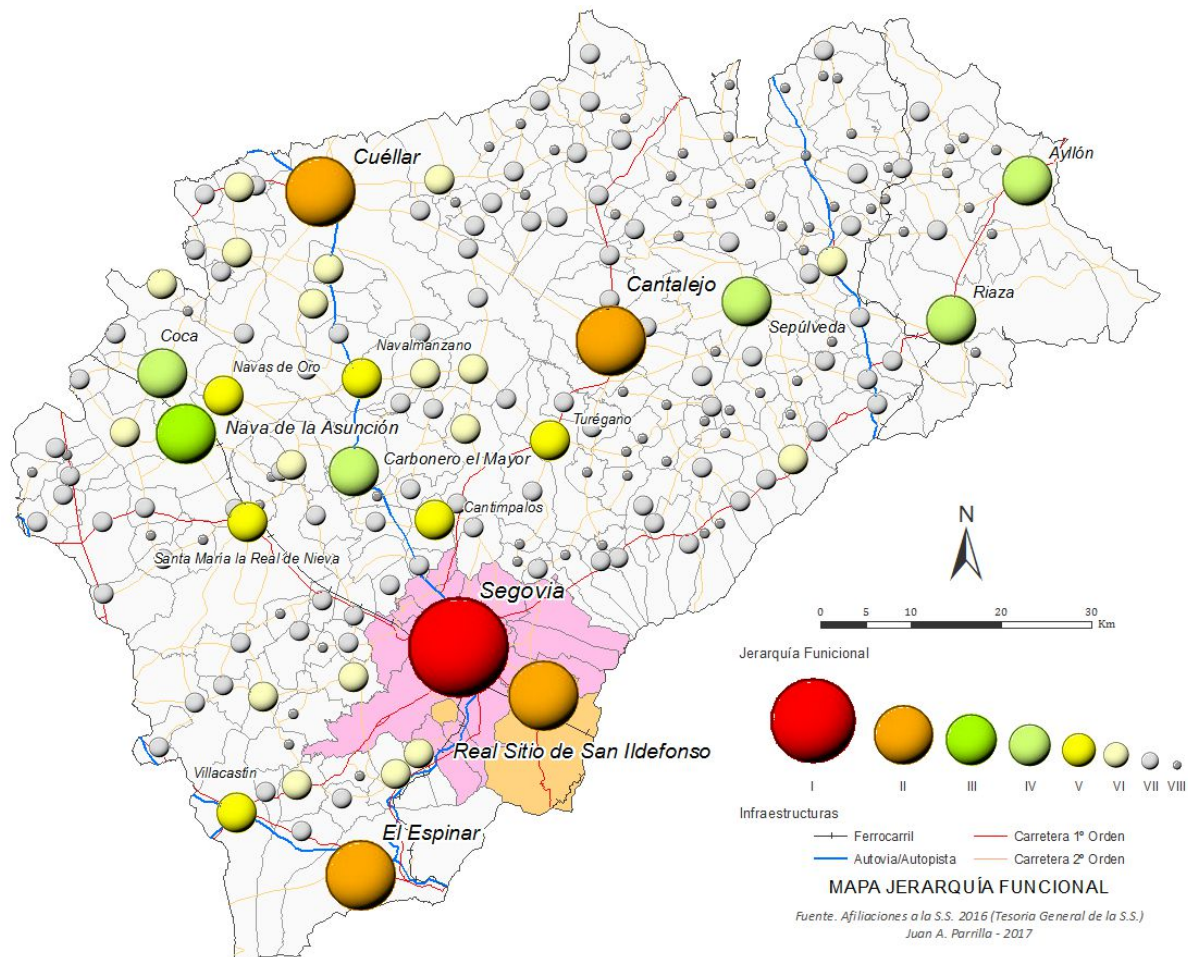 Cuéllar
Ayllón
Cantalejo
Riaza
Sepúlveda
Coca
Navalmanzano
Navas de Oro
Turégano
Nava de la Asunción
Carbonero el Mayor
Cantimpalos
Santa María la Real de Nieva
Segovia
Real Sitio de San Ildefonso
Villacastín
El Espinar
N
0 5 10 20 30
Km
Jerarquía Funicional
I II III IV V VI VII VIII
Infraestructuras
Ferrocarril Carretera 1º Orden
Autovia/Autopista Carretera 2º Orden
MAPA JERARQUÍA FUNCIONAL
Fuente. Afiliaciones a la S.S. 2016 (Tesoria General de la S.S.)
Juan A. Parrilla - 2017